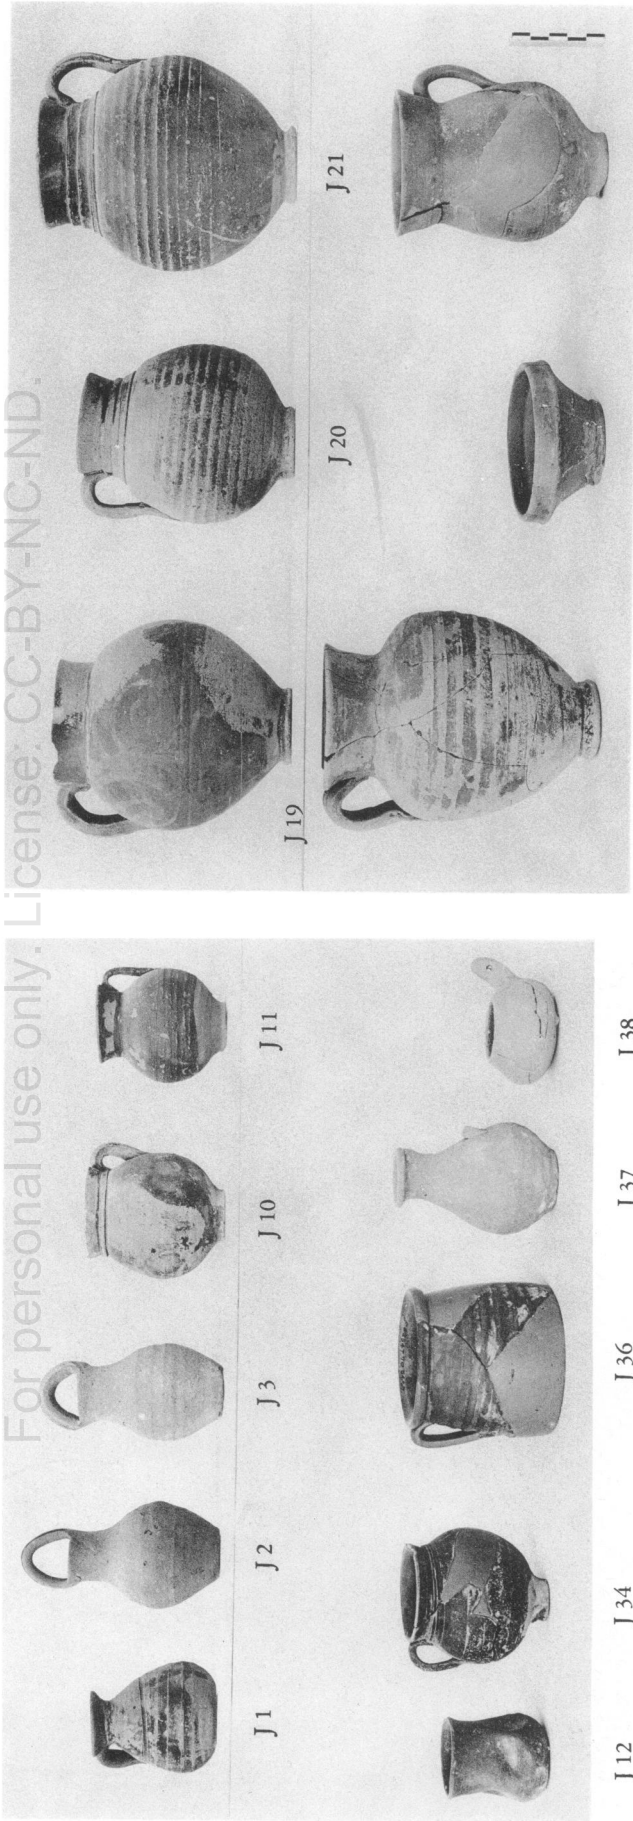 For personal use only. License: CC-BY-NC-ND.
J 1
J 2
J 3
J 10
J 11
J 12
J 34
J 36
J 37
J 38
J 19
J 20
J 21